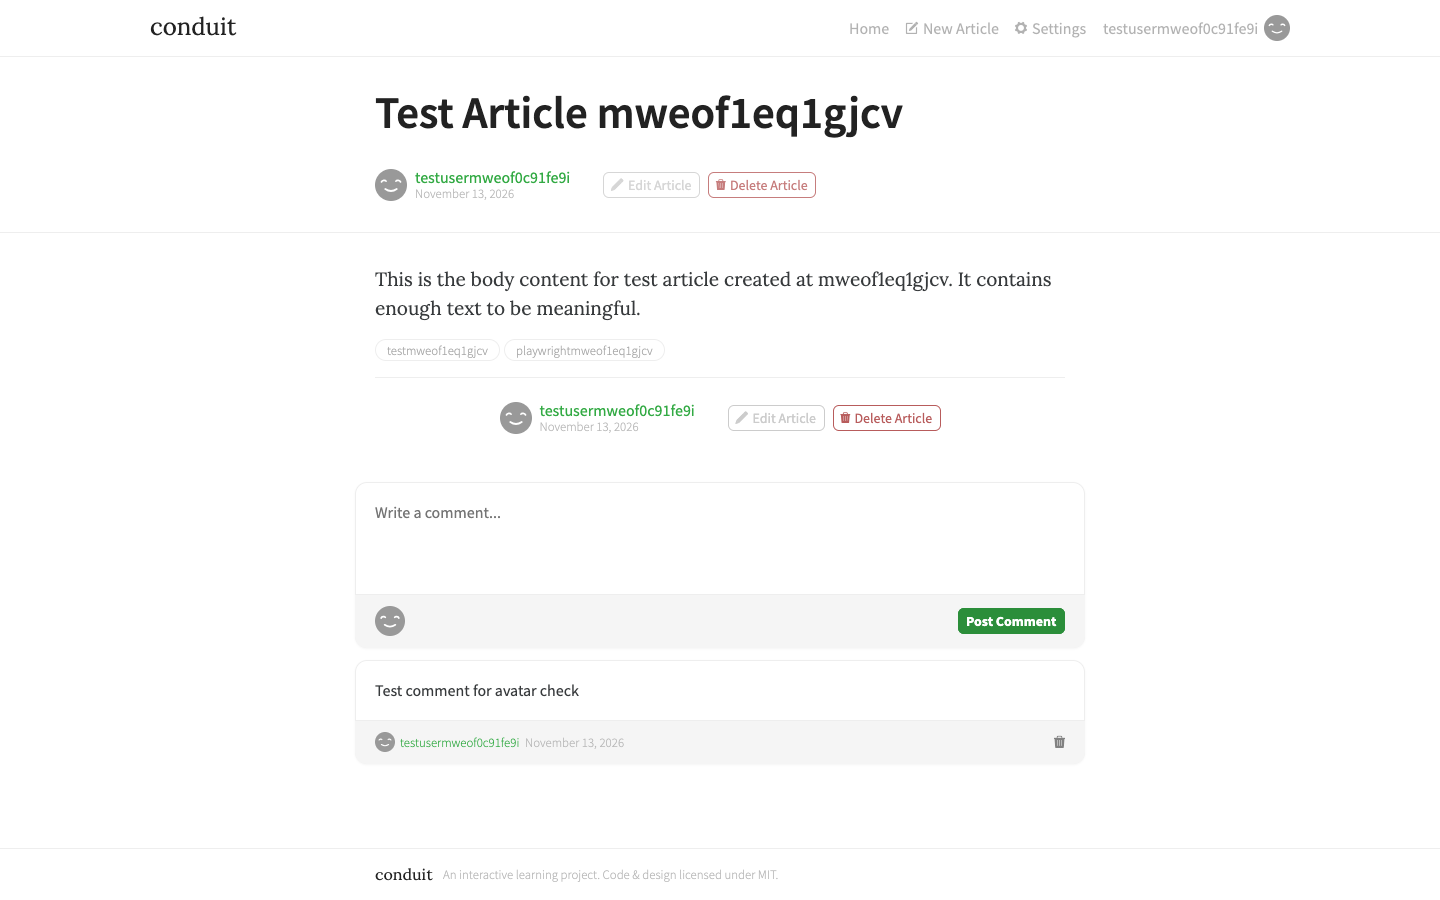 conduit
Home New Article Settings testusermweof0c91fe9i
Test Article mweof1eq1gjcv
testusermweof0c91fe9i
November 13, 2026
Edit Article Delete Article
This is the body content for test article created at mweof1eq1gjcv. It contains
enough text to be meaningful.
testmweof1eq1gjcv playwrightmweof1eq1gjcv
testusermweof0c91fe9i
November 13, 2026
Edit Article Delete Article
Write a comment...
Post Comment
Test comment for avatar check
testusermweof0c91fe9i November 13, 2026
conduit An interactive learning project. Code & design licensed under MIT.